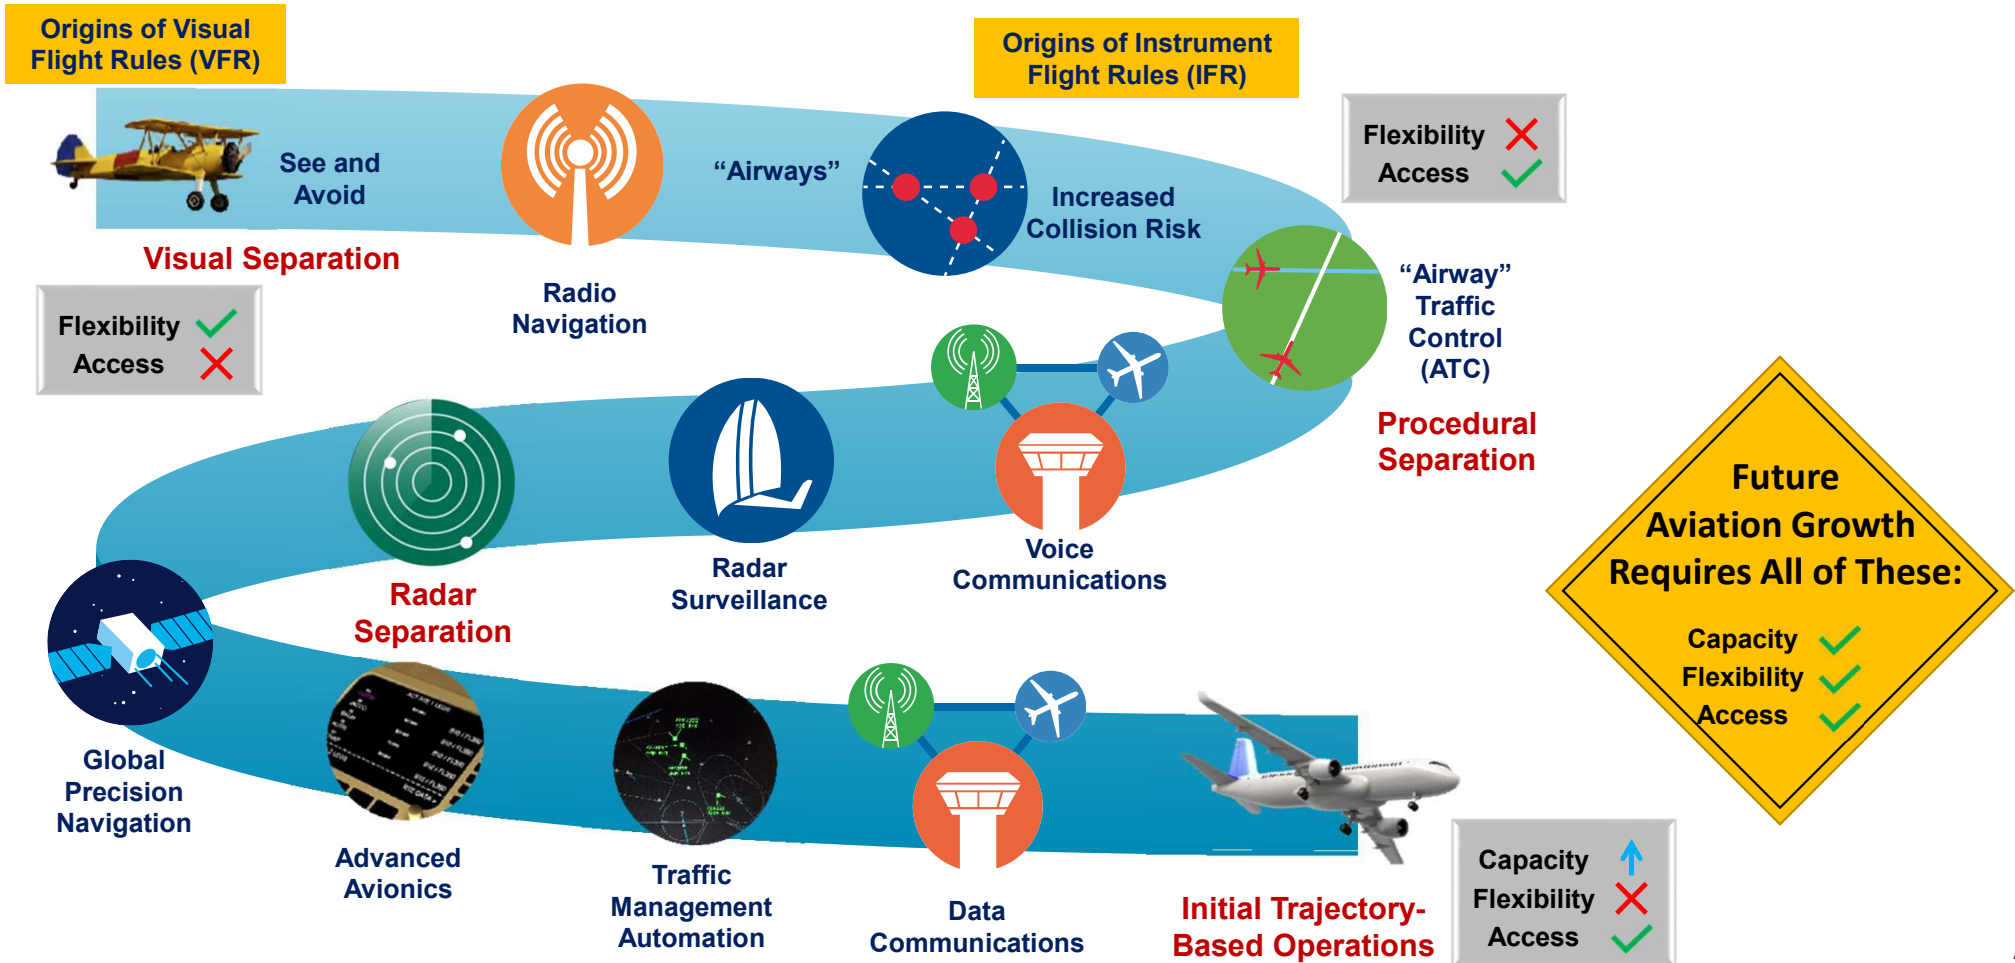 Origins of Visual
Flight Rules (VFR)
Origins of Instrument
Flight Rules (IFR)
See and
Avoid
Visual Separation
Flexibility
Access
Radio
Navigation
“Airways”
Increased
Collision Risk
Flexibility
Access
“Airway”
Traffic
Control
(ATC)
Procedural
Separation
Voice
Communications
Radar
Surveillance
Radar
Separation
Global
Precision
Navigation
Advanced
Avionics
Traffic
Management
Automation
Data
Communications
Initial Trajectory-
Based Operations
Capacity
Flexibility
Access
Future
Aviation Growth
Requires All of These:
Capacity
Flexibility
Access